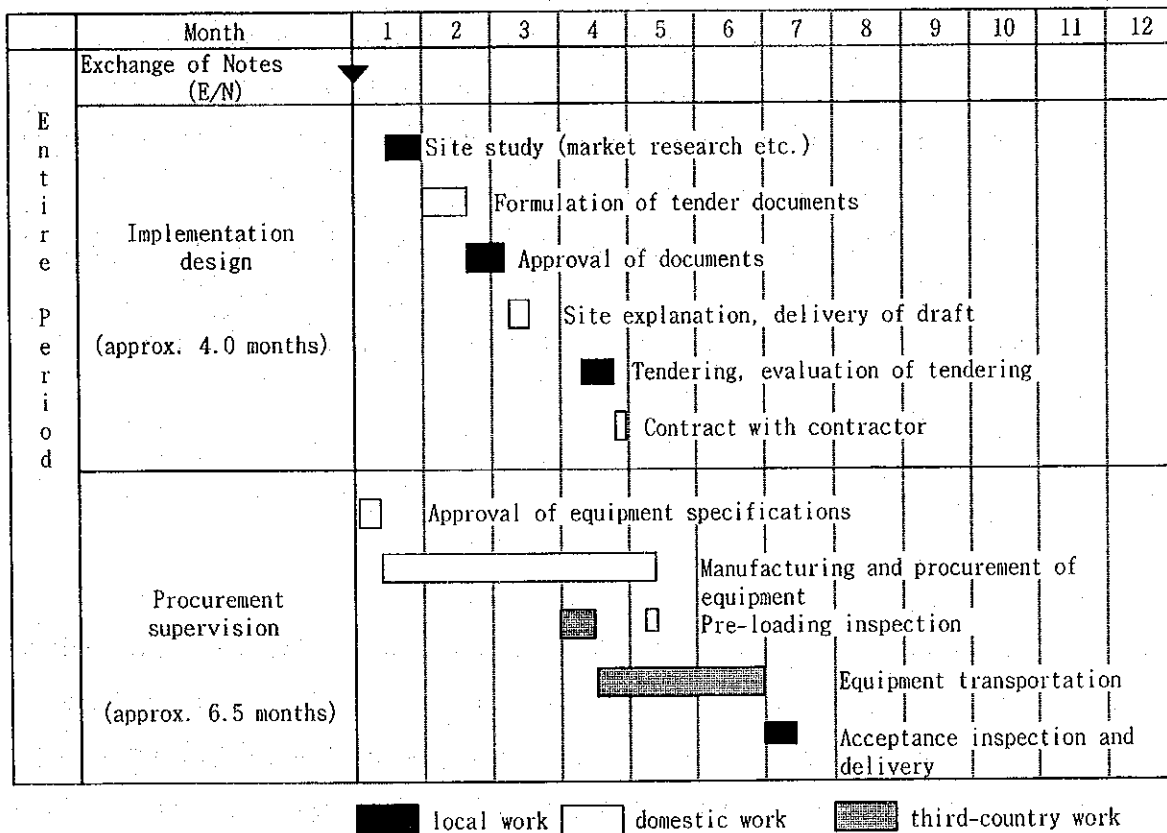 Month 1 2 3 4 5 6 7 8 9 10 11 12
Exchange of Notes
(E/N)
Entire Period
Implementation
design
(approx. 4.0 months)
Site study (market research etc.)
Formulation of tender documents
Approval of documents
Site explanation, delivery of draft
Tendering, evaluation of tendering
Contract with contractor
Procurement
supervision
(approx. 6.5 months)
Approval of equipment specifications
Manufacturing and procurement of
equipment
Pre-loading inspection
Equipment transportation
Acceptance inspection and
delivery
local work domestic work third-country work